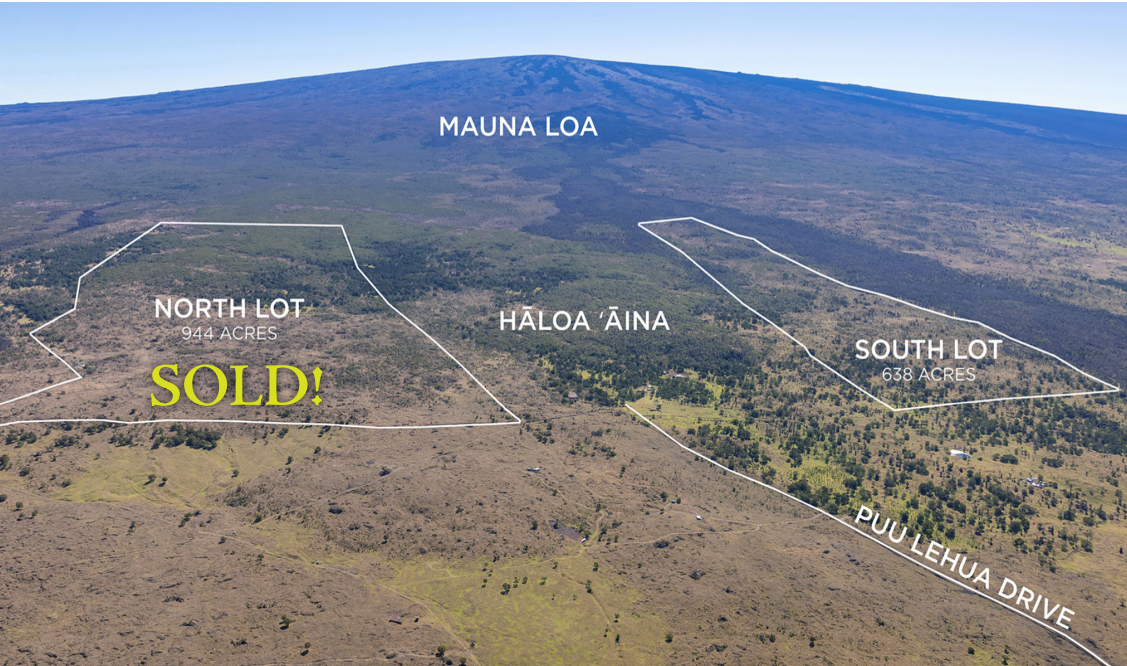 MAUNA LOA
NORTH LOT
944 ACRES
SOLD!
HĀLOA ʻĀINA
SOUTH LOT
638 ACRES
PUU LEHUA DRIVE